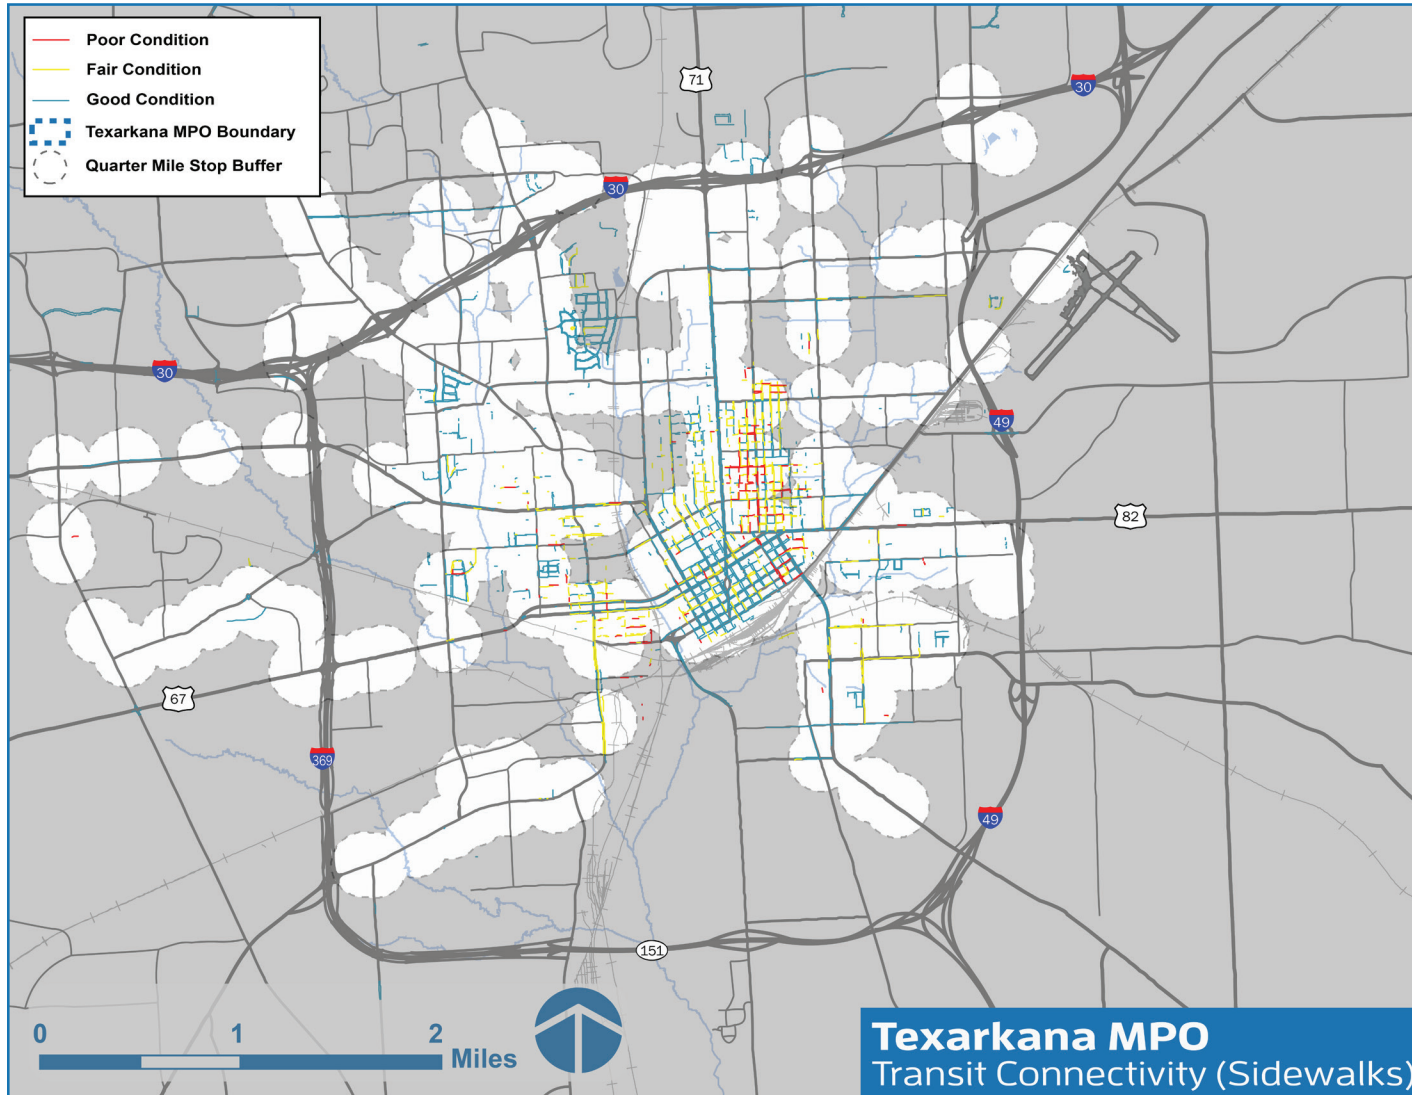 Poor Condition
Fair Condition
Good Condition
Texarkana MPO Boundary
Quarter Mile Stop Buffer
71
30
30
30
49
82
67
369
49
151
0 1 2
Miles
Texarkana MPO
Transit Connectivity (Sidewalks)